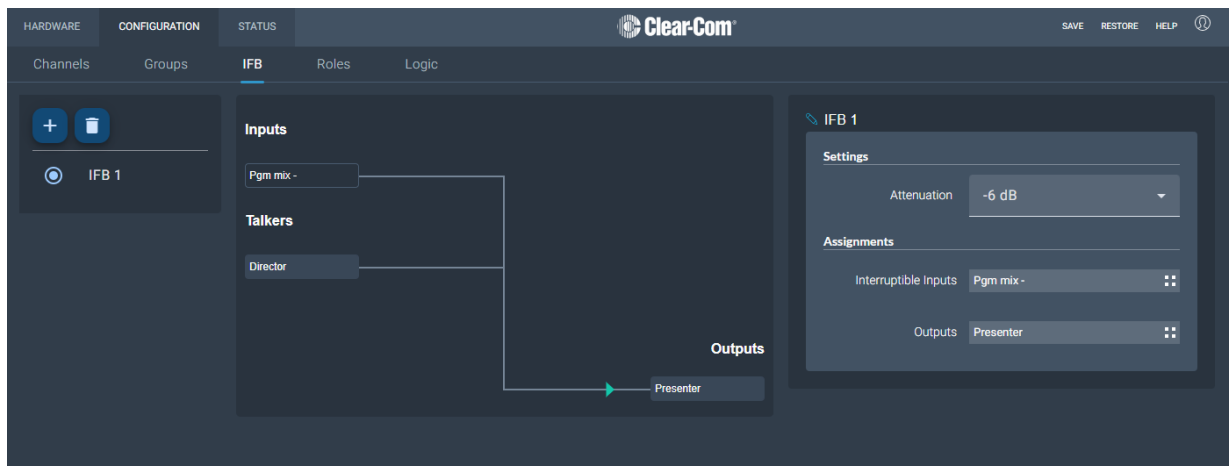 HARDWARE CONFIGURATION STATUS Clear-Com® SAVE RESTORE HELP
Channels Groups IFB Roles Logic
IFB 1
Inputs
Pgm mix -
Talkers
Director
Outputs
Presenter
IFB 1
Settings
Attenuation -6 dB
Assignments
Interruptible Inputs Pgm mix -
Outputs Presenter